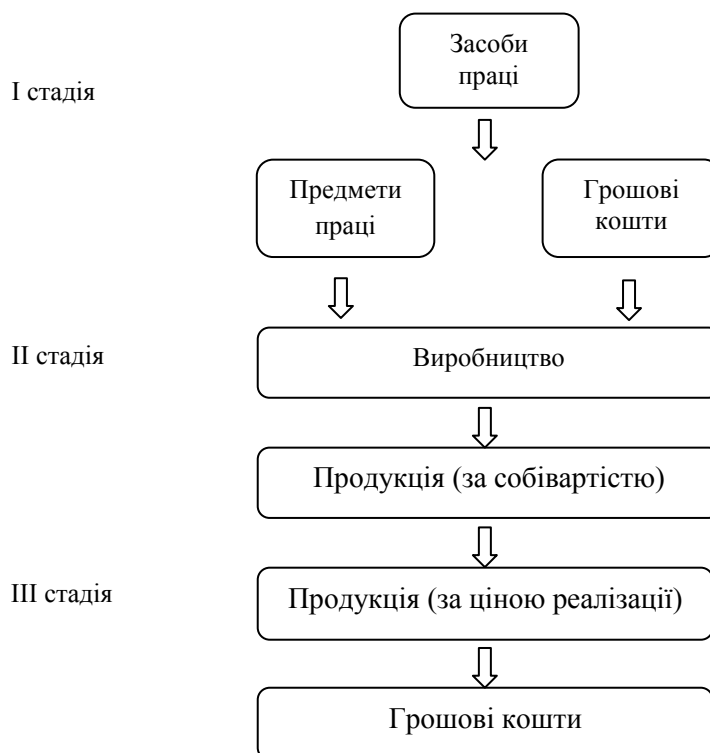 Засоби
праці
I стадія
Предмети
праці
Грошові
кошти
II стадія
Виробництво
Продукція (за собівартістю)
III стадія
Продукція (за ціною реалізації)
Грошові кошти